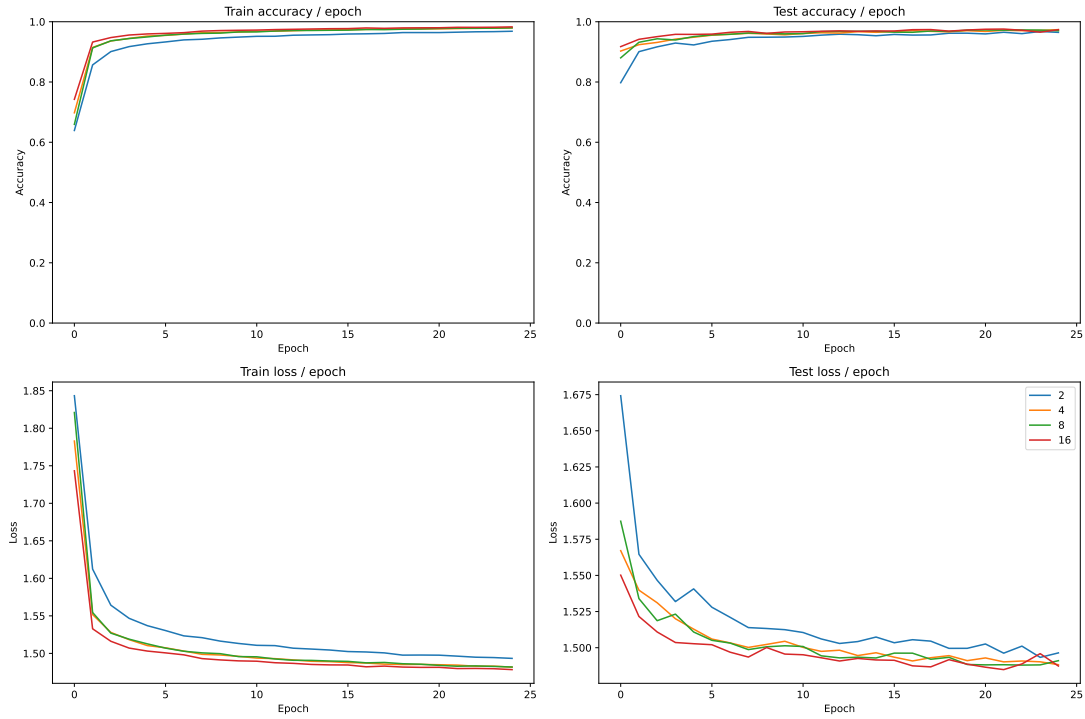 Train accuracy / epoch
1.0
0.8
0.6
0.4
0.2
0.0
Accuracy
0 5 10 15 20 25
Epoch
Test accuracy / epoch
1.0
0.8
0.6
0.4
0.2
0.0
Accuracy
0 5 10 15 20 25
Epoch
Train loss / epoch
1.85
1.80
1.75
1.70
1.65
1.60
1.55
1.50
Loss
0 5 10 15 20 25
Epoch
Test loss / epoch
1.675
1.650
1.625
1.600
1.575
1.550
1.525
1.500
Loss
0 5 10 15 20 25
Epoch
2
4
8
16